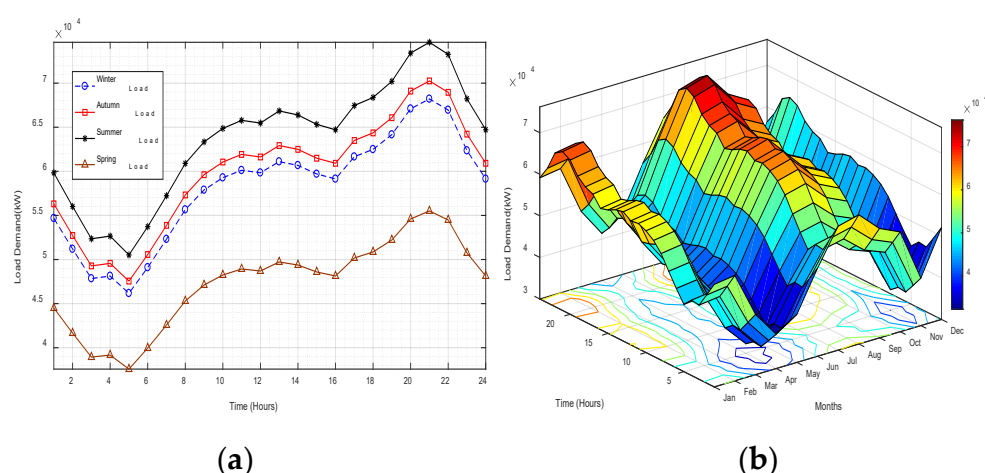 × 10 4
7
6.5
6
5.5
5
4.5
4
Load Demand(kW)
Winter Load
Autumn Load
Summer Load
Spring Load
2 4 6 8 10 12 14 16 18 20 22 24
Time (Hours)
(a)
× 10 4
7
6
5
4
3
Load Demand(kW)
20
15
10
5
Time (Hours)
Jan
Feb
Mar
Apr
May
Jun
Jul
Aug
Sep
Oct
Nov
Dec
Months
× 10
7
6
5
4
(b)